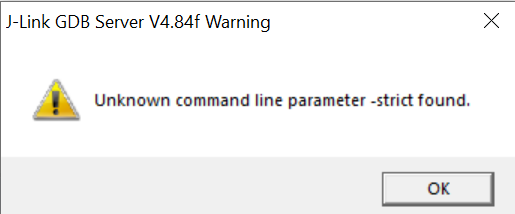 J-Link GDB Server V4.84f Warning
Unknown command line parameter -strict found.
OK